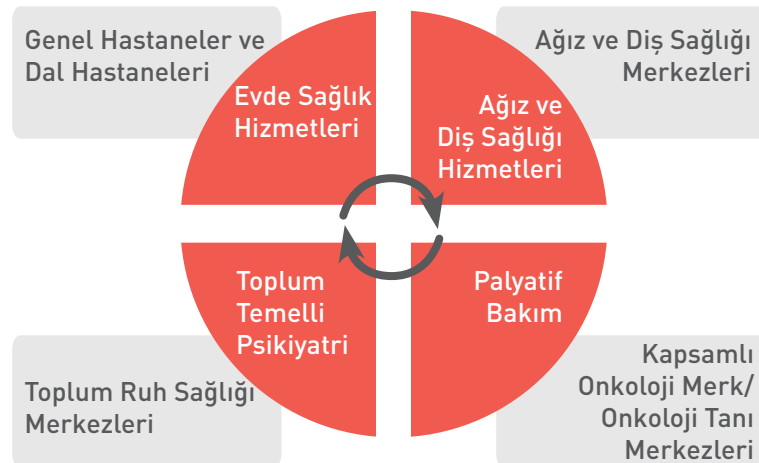 Genel Hastaneler ve
Dal Hastaneleri
Evde Sağlık
Hizmetleri
Ağız ve Diş Sağlığı
Merkezleri
Ağız ve
Diş Sağlığı
Hizmetleri
Toplum
Temelli
Psikiyatri
Toplum Ruh Sağlığı
Merkezleri
Palyatif
Bakım
Kapsamlı
Onkoloji Merk/
Onkoloji Tanı
Merkezleri